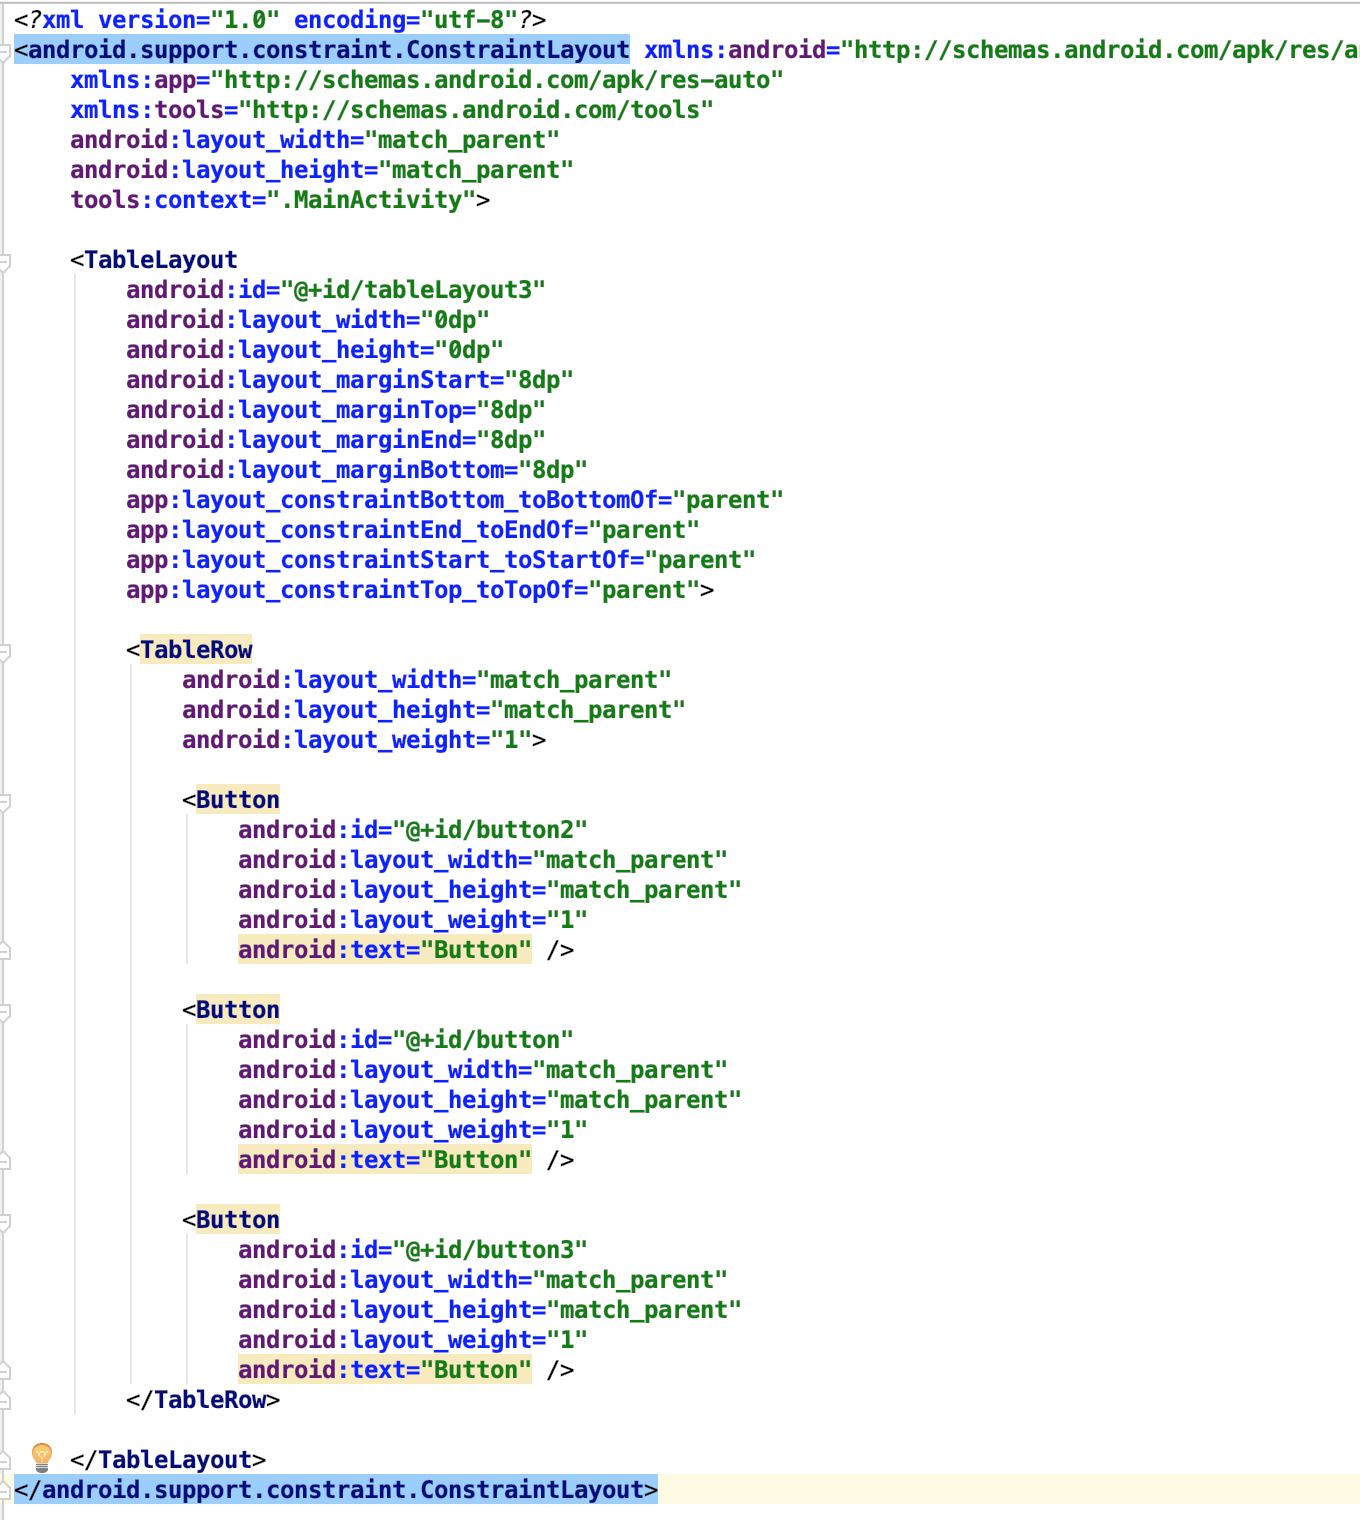 <?xml version="1.0" encoding="utf-8"?>
<android.support.constraint.ConstraintLayout xmlns:android="http://schemas.android.com/apk/res/a
    xmlns:app="http://schemas.android.com/apk/res-auto"
    xmlns:tools="http://schemas.android.com/tools"
    android:layout_width="match_parent"
    android:layout_height="match_parent"
    tools:context=".MainActivity">

    <TableLayout
        android:id="@+id/tableLayout3"
        android:layout_width="0dp"
        android:layout_height="0dp"
        android:layout_marginStart="8dp"
        android:layout_marginTop="8dp"
        android:layout_marginEnd="8dp"
        android:layout_marginBottom="8dp"
        app:layout_constraintBottom_toBottomOf="parent"
        app:layout_constraintEnd_toEndOf="parent"
        app:layout_constraintStart_toStartOf="parent"
        app:layout_constraintTop_toTopOf="parent">

        <TableRow
            android:layout_width="match_parent"
            android:layout_height="match_parent"
            android:layout_weight="1">

            <Button
                android:id="@+id/button2"
                android:layout_width="match_parent"
                android:layout_height="match_parent"
                android:layout_weight="1"
                android:text="Button" />

            <Button
                android:id="@+id/button"
                android:layout_width="match_parent"
                android:layout_height="match_parent"
                android:layout_weight="1"
                android:text="Button" />

            <Button
                android:id="@+id/button3"
                android:layout_width="match_parent"
                android:layout_height="match_parent"
                android:layout_weight="1"
                android:text="Button" />
        </TableRow>

    </TableLayout>
</android.support.constraint.ConstraintLayout>